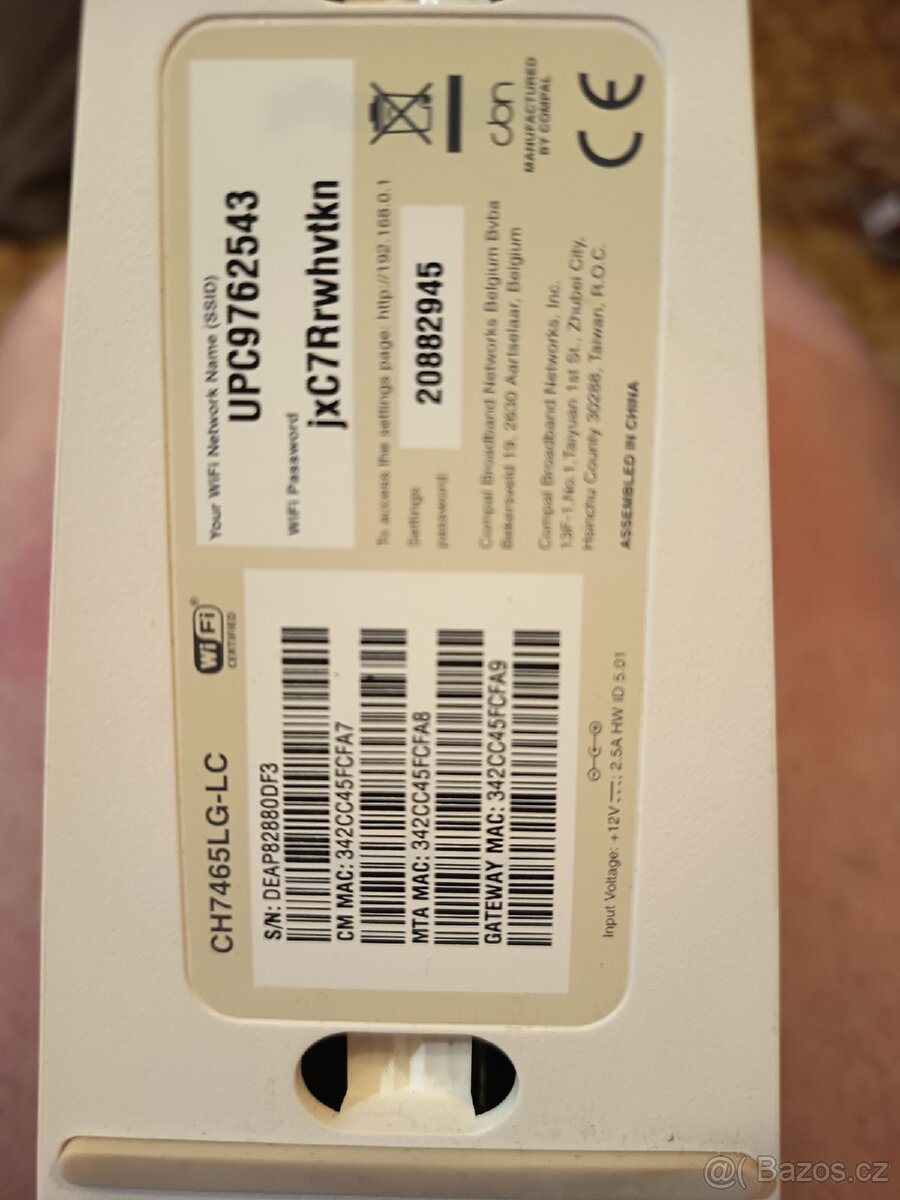 CH7465LG-LC
Wi Fi®
CERTIFIED
S/N: DEAP82880DF3
CM MAC: 342CC45FCFA7
MTA MAC: 342CC45FCFA8
GATEWAY MAC: 342CC45FCFA9
Input Voltage: +12V⎓: 2.5A HW ID 5.01
Your WiFi Network Name (SSID)
UPC9762543
WiFi Password
jxC7Rrwhvtkn
To access the settings page: http://192.168.0.1
Settings
password:
20882945
Compal Broadband Networks Belgium Bvba
19, 2630 Aartselaar, Belgium
Compal Broadband Networks, Inc.
13F-1,No.1,Taiyuan 1st St., Zhubei City,
Hsinchu County 30288, Taiwan, R.O.C.
ASSEMBLED IN CHINA
cbn
MANUFACTURED
BY COMPAL
CE
@( Bazos.cz